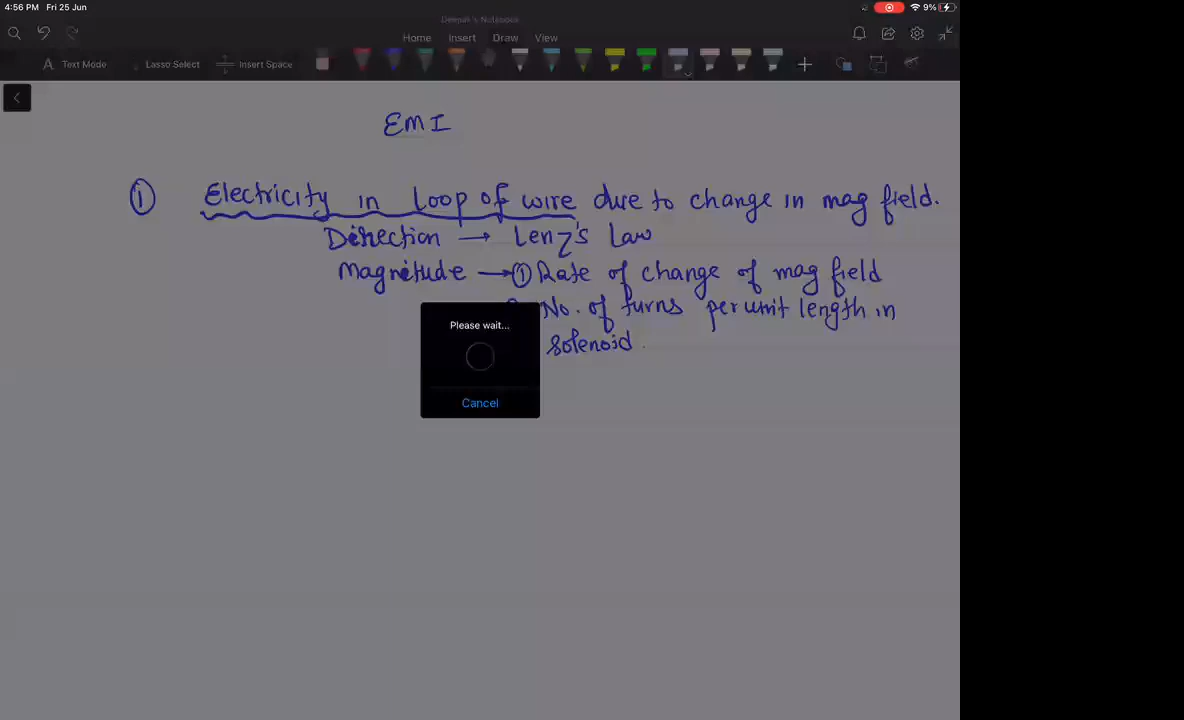 4:56 PM Fri 25 Jun
9%
Deepak's Notebook
Home Insert Draw View
Text Mode Lasso Select Insert Space
EMI
① Electricity in Loop of wire due to change in mag field.
Direction → Lenz's Law
Magnitude → ① Rate of change of mag field
No. of turns per unit length in
solenoid.
Please wait...
Cancel